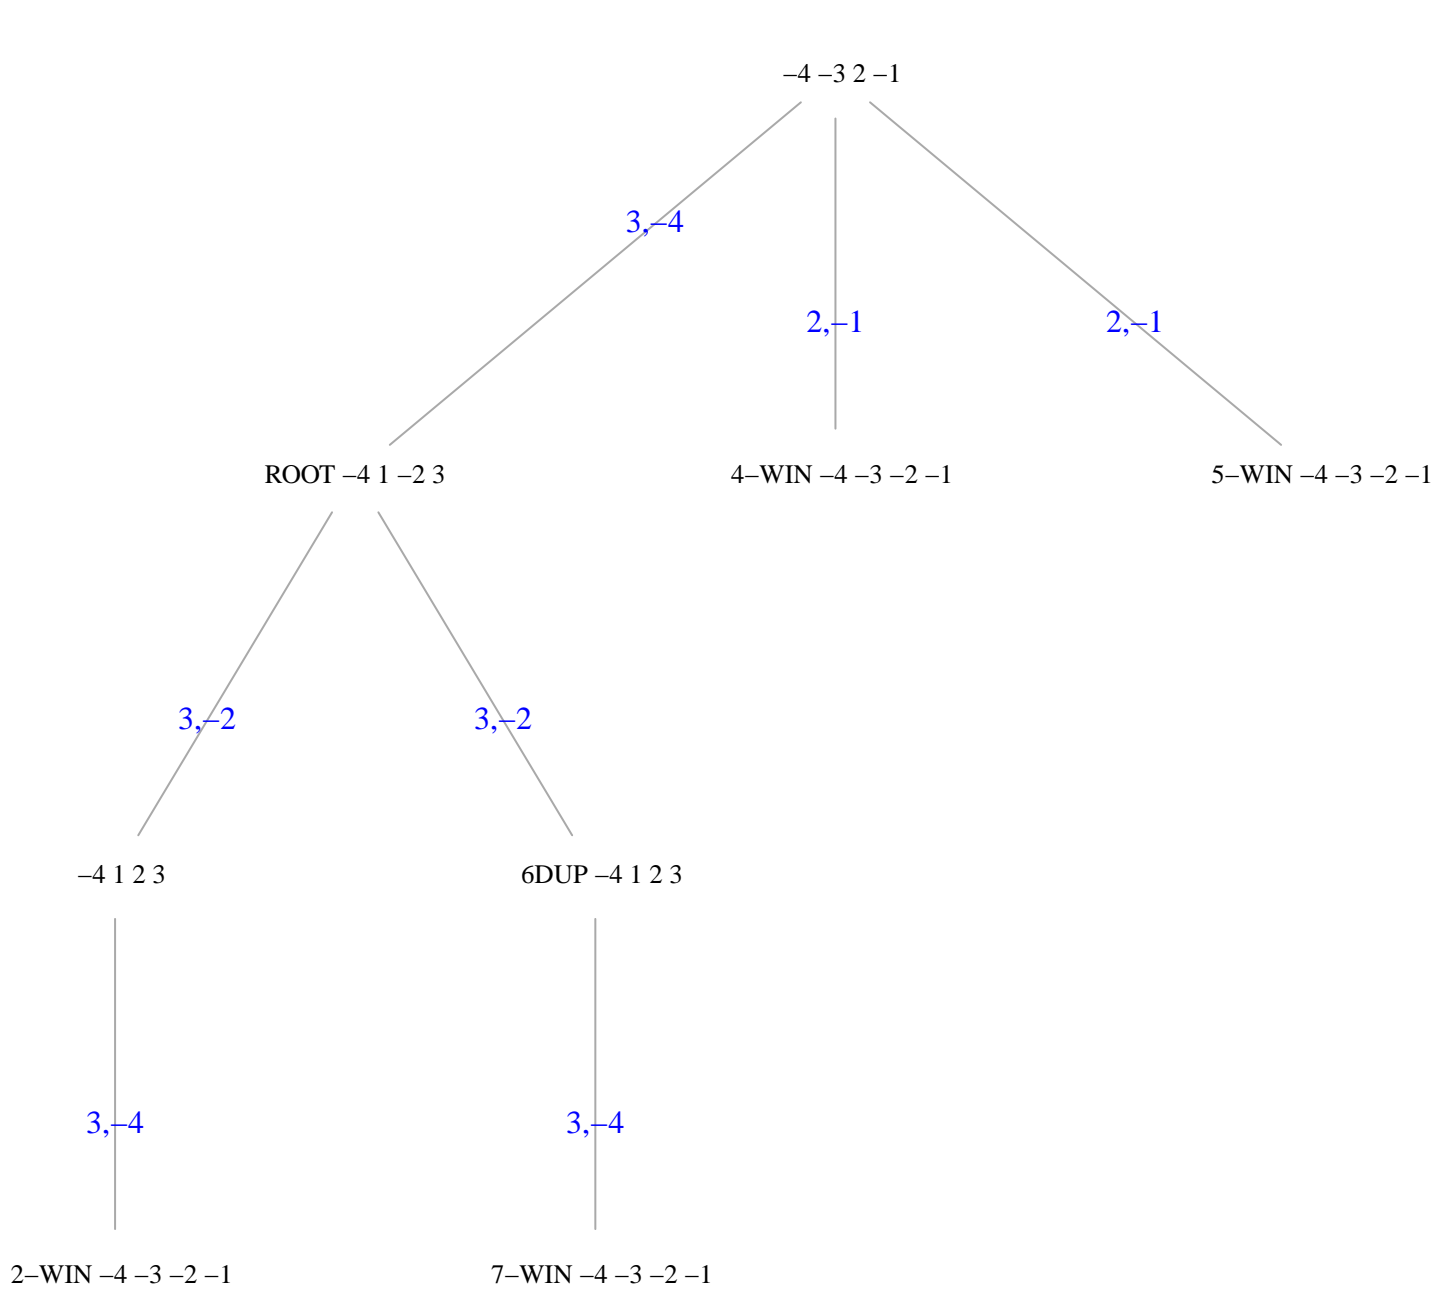 –4 –3 2 –1
3,–4
2,–1
2,–1
ROOT –4 1 –2 3
4–WIN –4 –3 –2 –1
5–WIN –4 –3 –2 –1
3,–2
3,–2
–4 1 2 3
6DUP –4 1 2 3
3,–4
3,–4
2–WIN –4 –3 –2 –1
7–WIN –4 –3 –2 –1